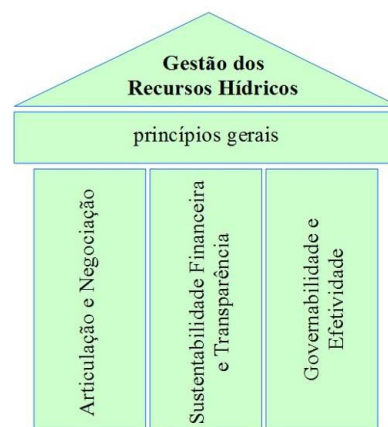 Gestão dos
Recursos Hídricos
princípios gerais
Articulação e Negociação
Sustentabilidade Financeira
e Transparência
Governabilidade e
Efetividade